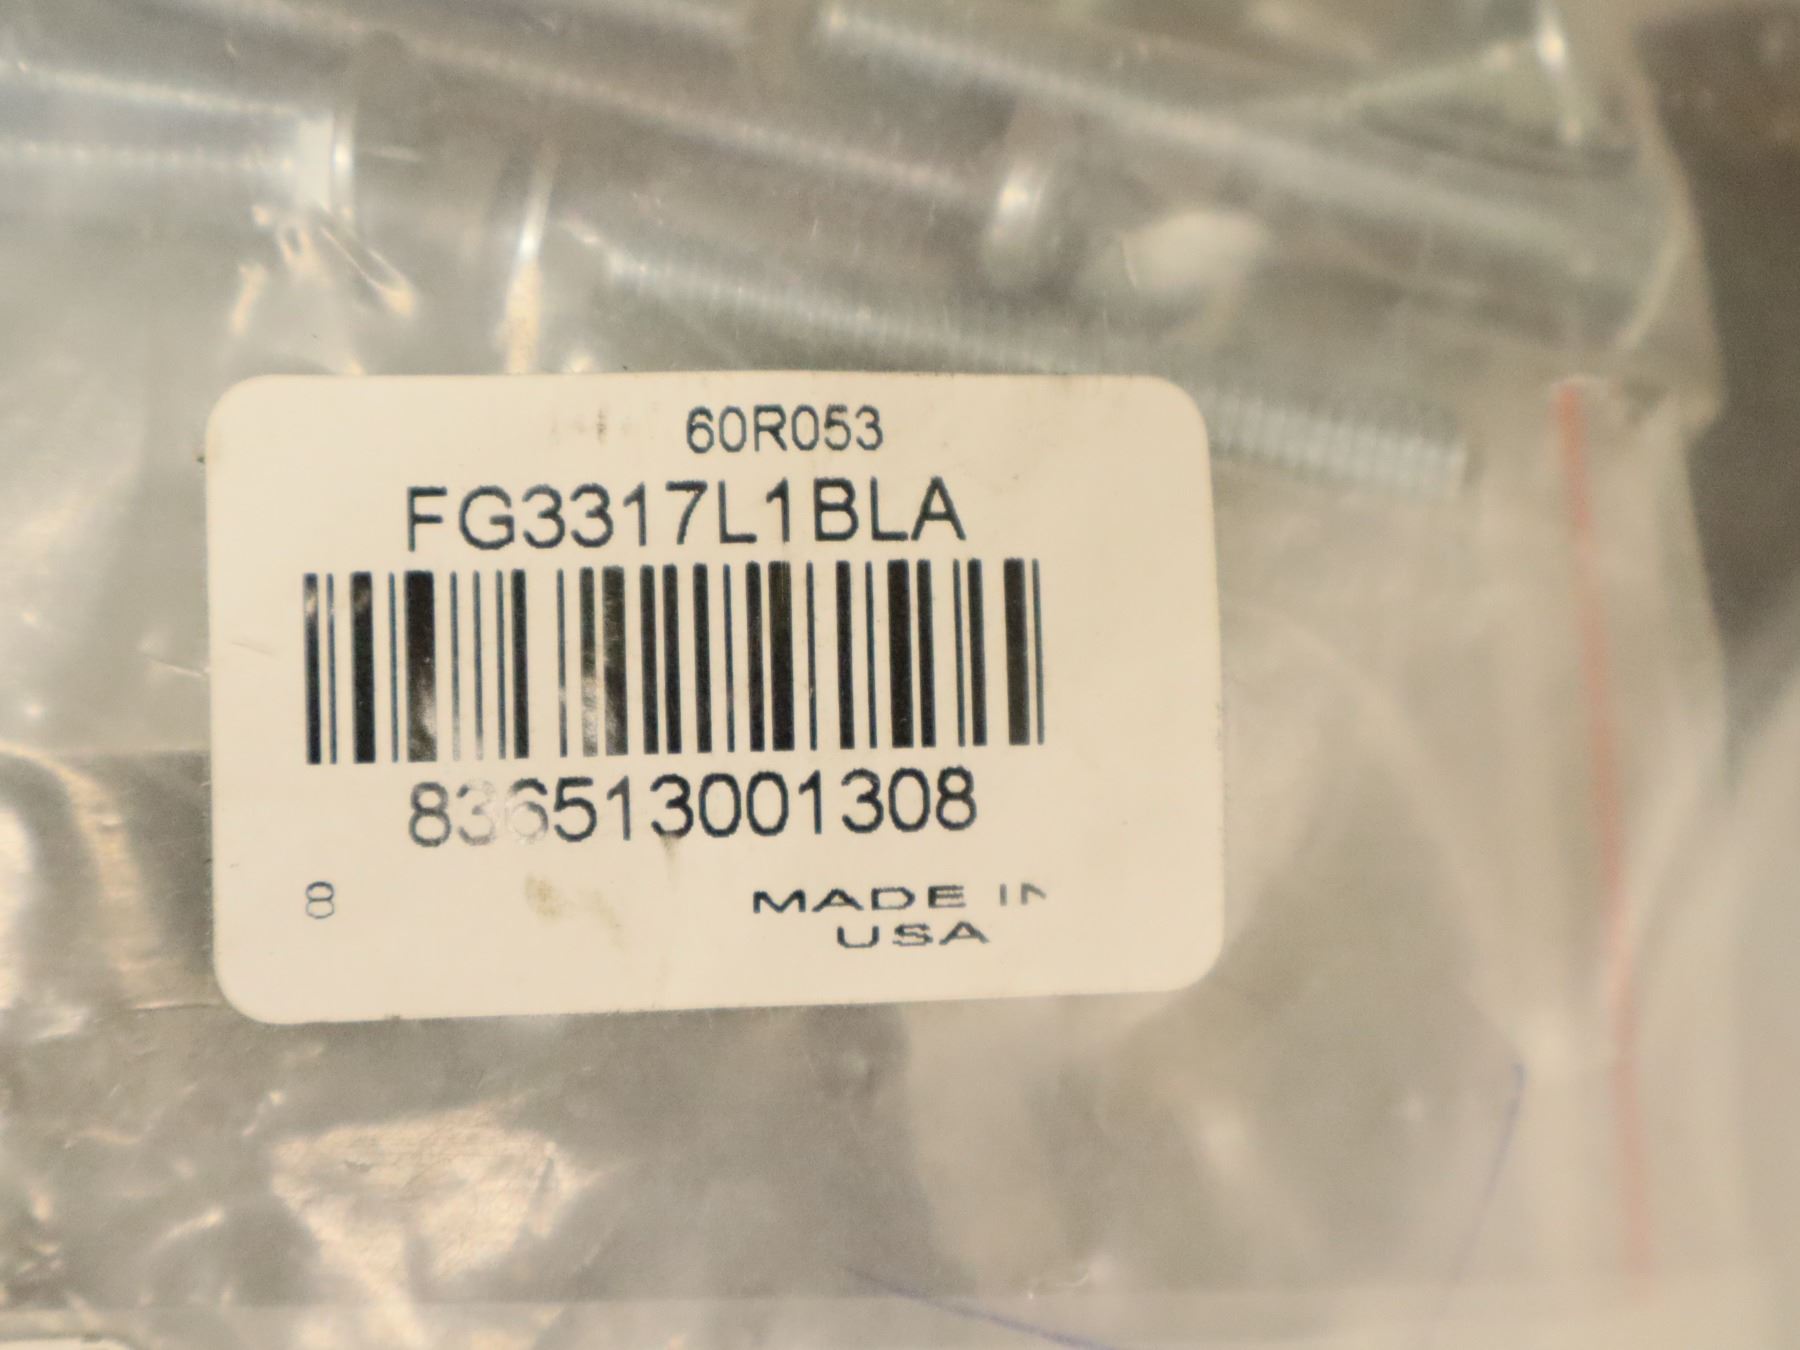 60R053
FG3317L1BLA
836513001308
8
MADE IN
USA